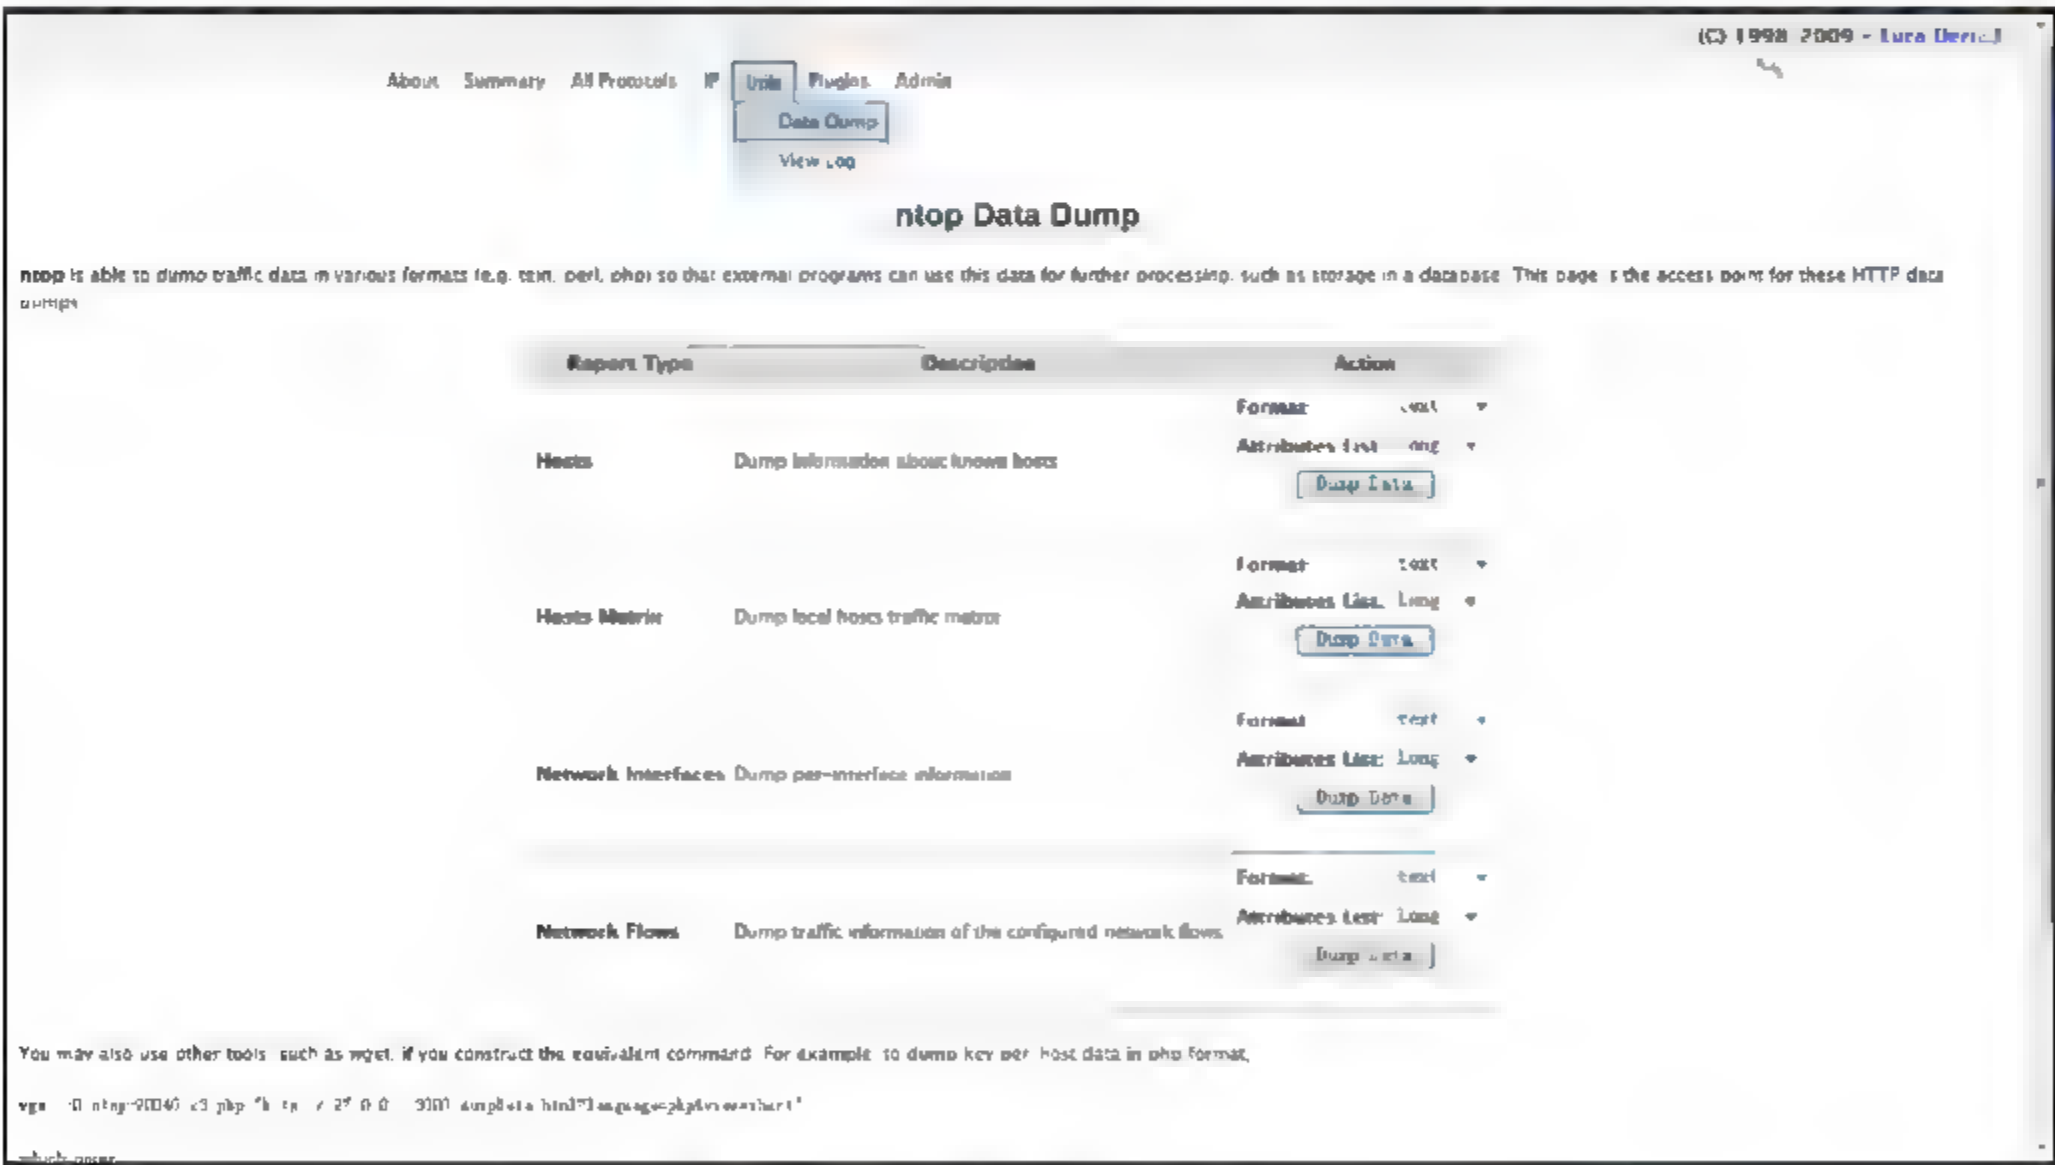 (C) 1998-2009 - Luca Deri
About Summary All Protocols IP Utils Plugins Admin
Data Dump
View Log
ntop Data Dump
ntop is able to dump traffic data in various formats (e.g. text, perl, php) so that external programs can use this data for further processing, such as storage in a database. This page is the access point for these HTTP data
dumps
Report Type Description Action
Format text
Hosts Dump information about known hosts
Attributes List Long
Dump Data
Format text
Hosts Matrix Dump local hosts traffic matrix
Attributes List: Long
Dump Data
Format text
Network Interfaces Dump per-interface information
Attributes List: Long
Dump Data
Format text
Network Flows Dump traffic information of the configured network flows
Attributes List Long
Dump Data
You may also use other tools, such as wget, if you construct the equivalent command. For example, to dump key per-host data in php format,